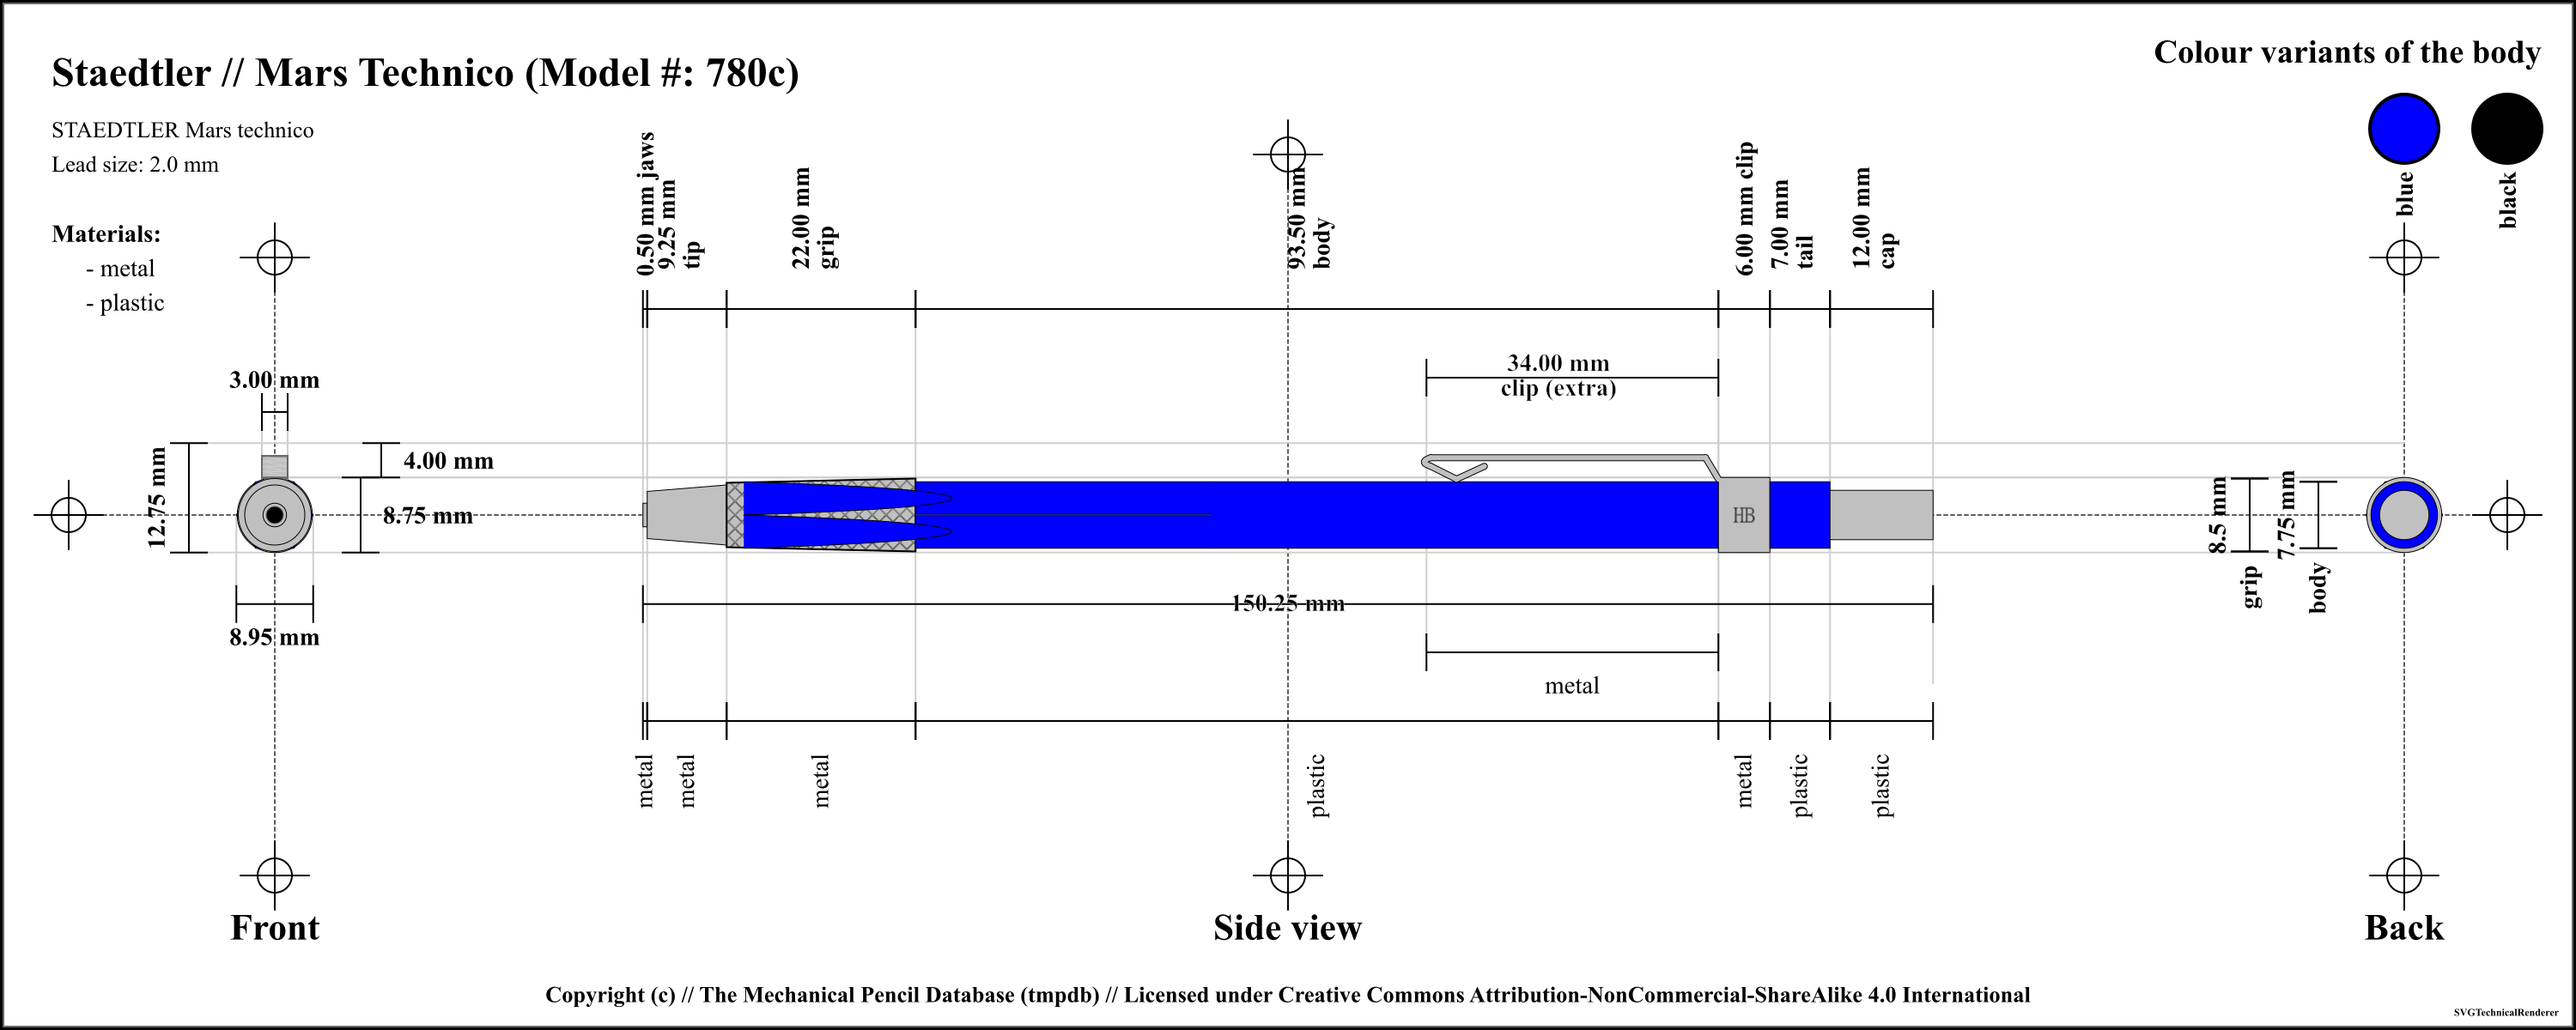 Staedtler // Mars Technico (Model #: 780c)
STAEDTLER Mars technico
Lead size: 2.0 mm
Materials:
- metal
- plastic
Colour variants of the body
blue
black
0.50 mm jaws
9.25 mm
tip
22.00 mm
grip
93.50 mm
body
6.00 mm clip
7.00 mm
tail
12.00 mm
cap
34.00 mm
clip (extra)
3.00 mm
12.75 mm
4.00 mm
8.75 mm
8.95 mm
HB
150.25 mm
8.5 mm
grip
7.75 mm
body
metal
metal
metal
metal
plastic
metal
plastic
plastic
Front
Side view
Back
Copyright (c) // The Mechanical Pencil Database (tmpdb) // Licensed under Creative Commons Attribution-NonCommercial-ShareAlike 4.0 International
SVGTechnicalRenderer